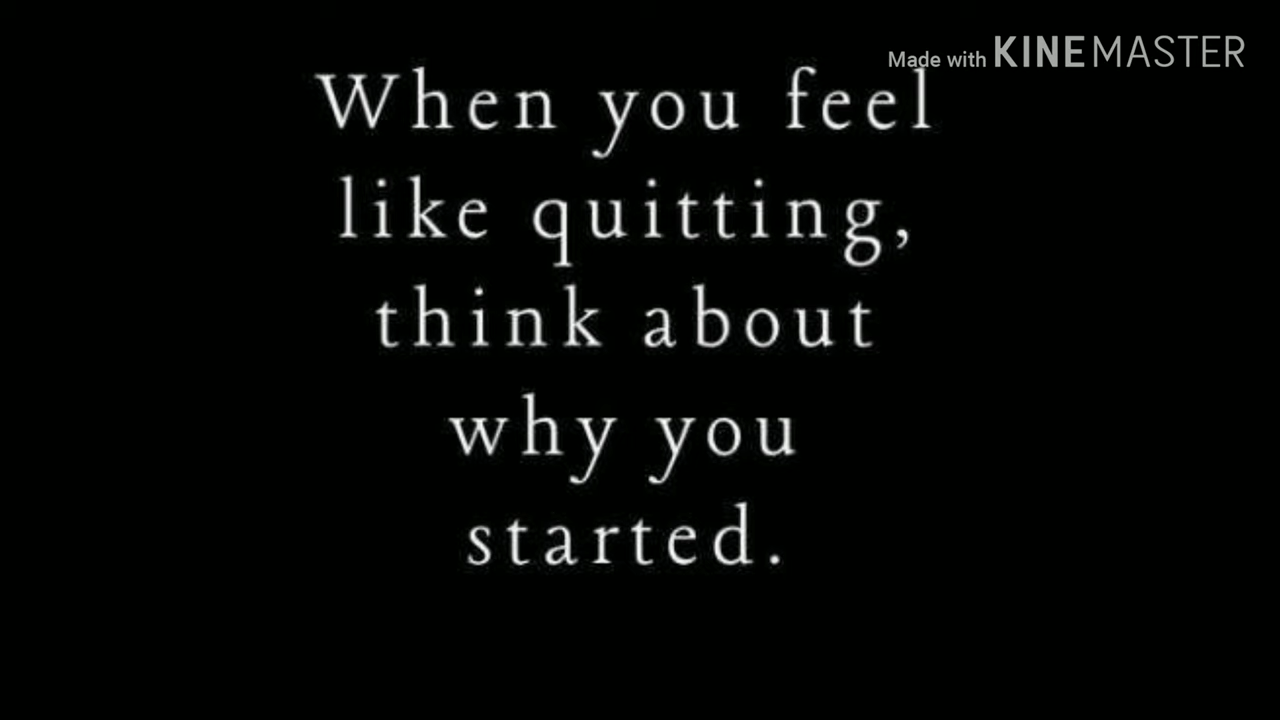 Made with KINEMASTER
When you feel
like quitting,
think about
why you
started.